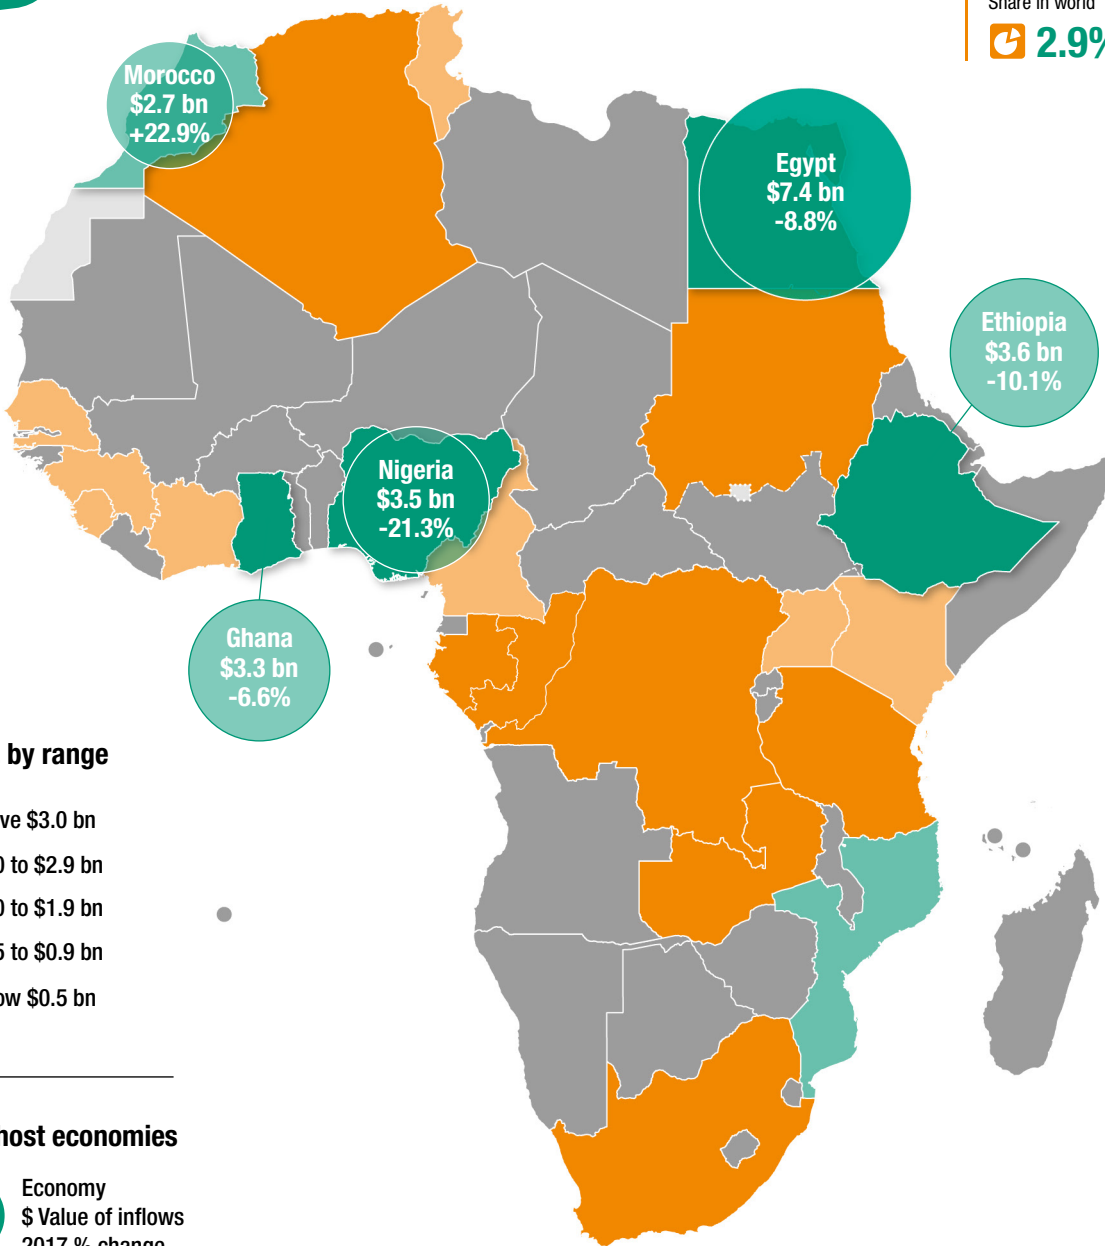 Share in world
2.9%
Morocco
$2.7 bn
+22.9%
Egypt
$7.4 bn
-8.8%
Ethiopia
$3.6 bn
-10.1%
Nigeria
$3.5 bn
-21.3%
Ghana
$3.3 bn
-6.6%
by range
$3.0 bn
to $2.9 bn
to $1.9 bn
to $0.9 bn
$0.5 bn
host economies
Economy
$ Value of inflows
2017 % change